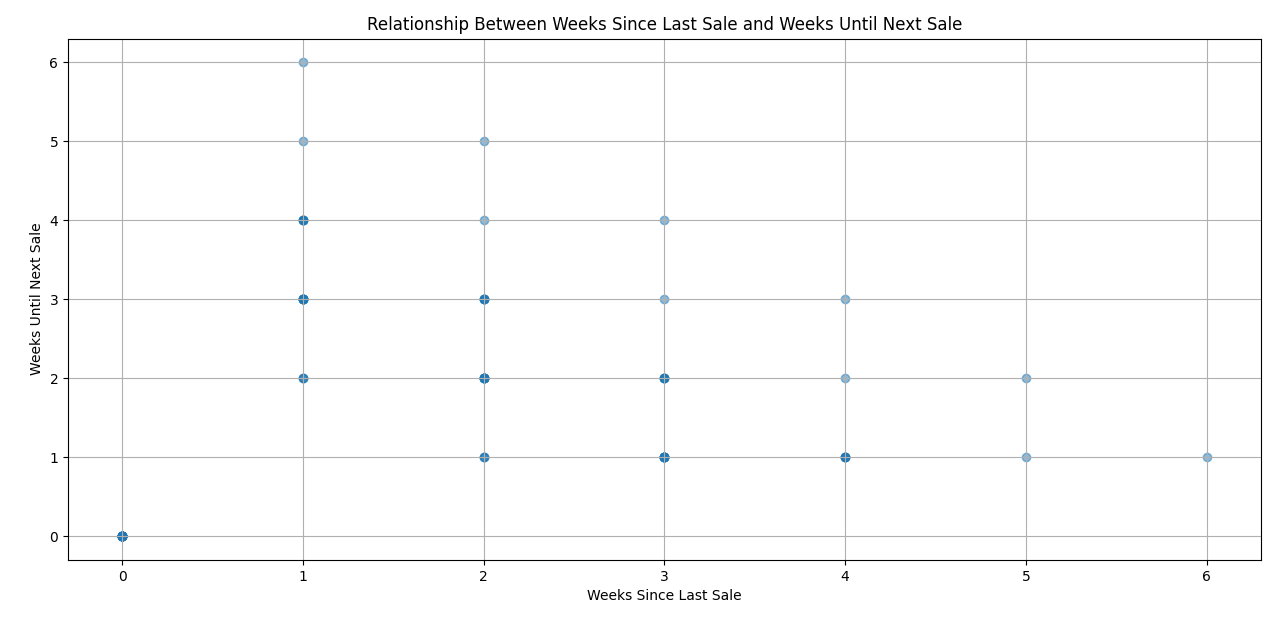 Relationship Between Weeks Since Last Sale and Weeks Until Next Sale
Weeks Until Next Sale
6
5
4
3
2
1
0
0 1 2 3 4 5 6
Weeks Since Last Sale